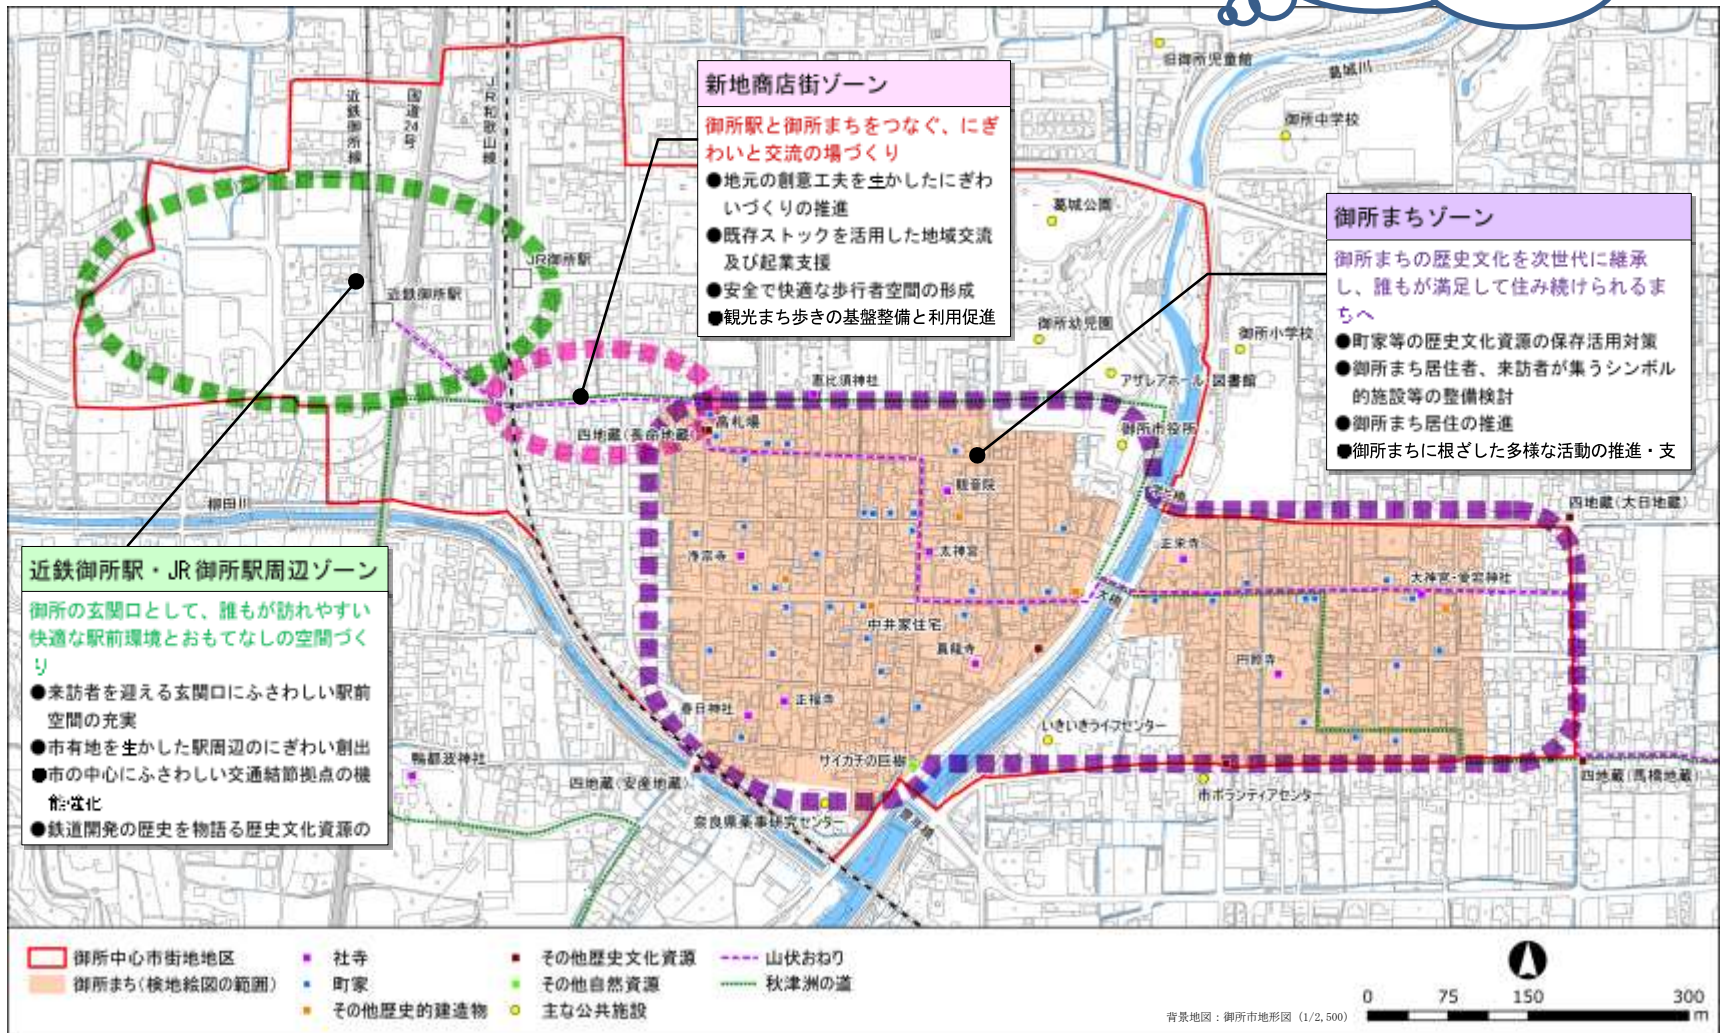 旧御所児童館
葛城川
御所中学校
近鉄御所線
国道24号
JR和歌山線
新地商店街ゾーン
御所駅と御所まちをつなぐ、にぎ
わいと交流の場づくり
●地元の創意工夫を生かしたにぎわ
いづくりの推進
●既存ストックを活用した地域交流
及び起業支援
●安全で快適な歩行者空間の形成
●観光まち歩きの基盤整備と利用促進
葛城公園
御所まちゾーン
御所まちの歴史文化を次世代に継承
し、誰もが満足して住み続けられるま
ちへ
●町家等の歴史文化資源の保存活用対策
●御所まち居住者、来訪者が集うシンボル
的施設等の整備検討
●御所まち居住の推進
●御所まちに根ざした多様な活動の推進・支
JR御所駅
近鉄御所駅
御所幼児園
御所小学校
アザレアホール・図書館
恵比須神社
高札場
四地蔵(長命地蔵)
御所市役所
観音院
柳田川
四地蔵(大日地蔵)
浄宗寺
太神宮
正栄寺
大神宮・愛宕神社
大橋
中井家住宅
眞龍寺
円照寺
近鉄御所駅・JR御所駅周辺ゾーン
御所の玄関口として、誰もが訪れやすい
快適な駅前環境とおもてなしの空間づく
り
●来訪者を迎える玄関口にふさわしい駅前
空間の充実
●市有地を生かした駅周辺のにぎわい創出
●市の中心にふさわしい交通結節拠点の機
能強化
●鉄道開発の歴史を物語る歴史文化資源の
春日神社
正福寺
いきいきライフセンター
鴨都波神社
サイカチの巨樹
四地蔵(安産地蔵)
四地蔵(馬橋地蔵)
市ボランティアセンター
奈良県薬事研究センター
御所中心市街地地区
御所まち(検地絵図の範囲)
社寺
町家
その他歴史的建造物
その他歴史文化資源
その他自然資源
主な公共施設
山伏おねり
秋津洲の道
背景地図：御所市地形図 (1/2,500)
0 75 150 300
m